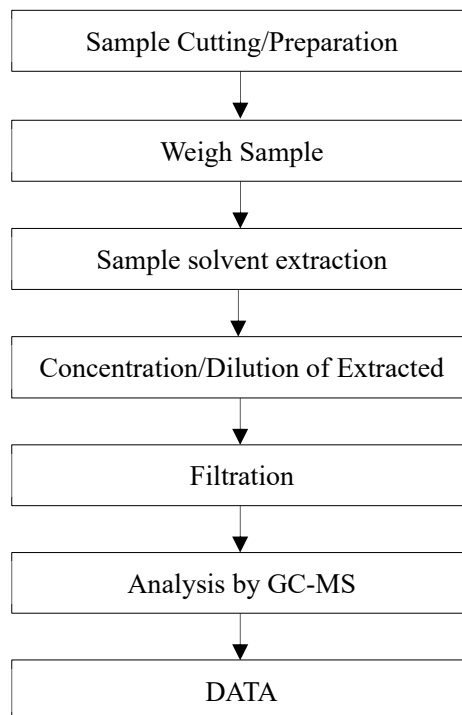 Sample Cutting/Preparation
Weigh Sample
Sample solvent extraction
Concentration/Dilution of Extracted
Filtration
Analysis by GC-MS
DATA